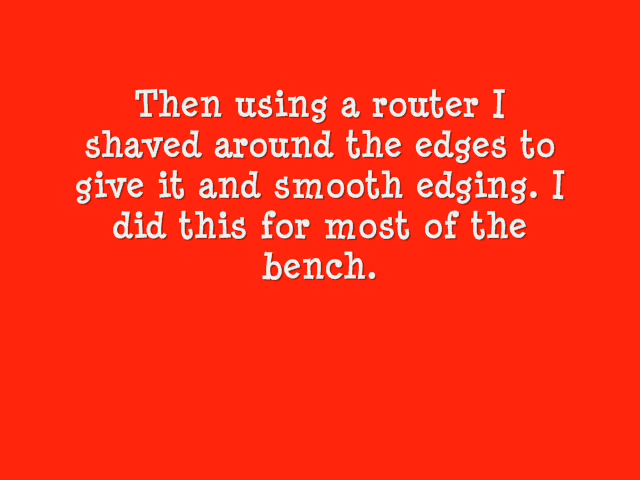 Then using a router I
shaved around the edges to
give it and smooth edging. I
did this for most of the
bench.